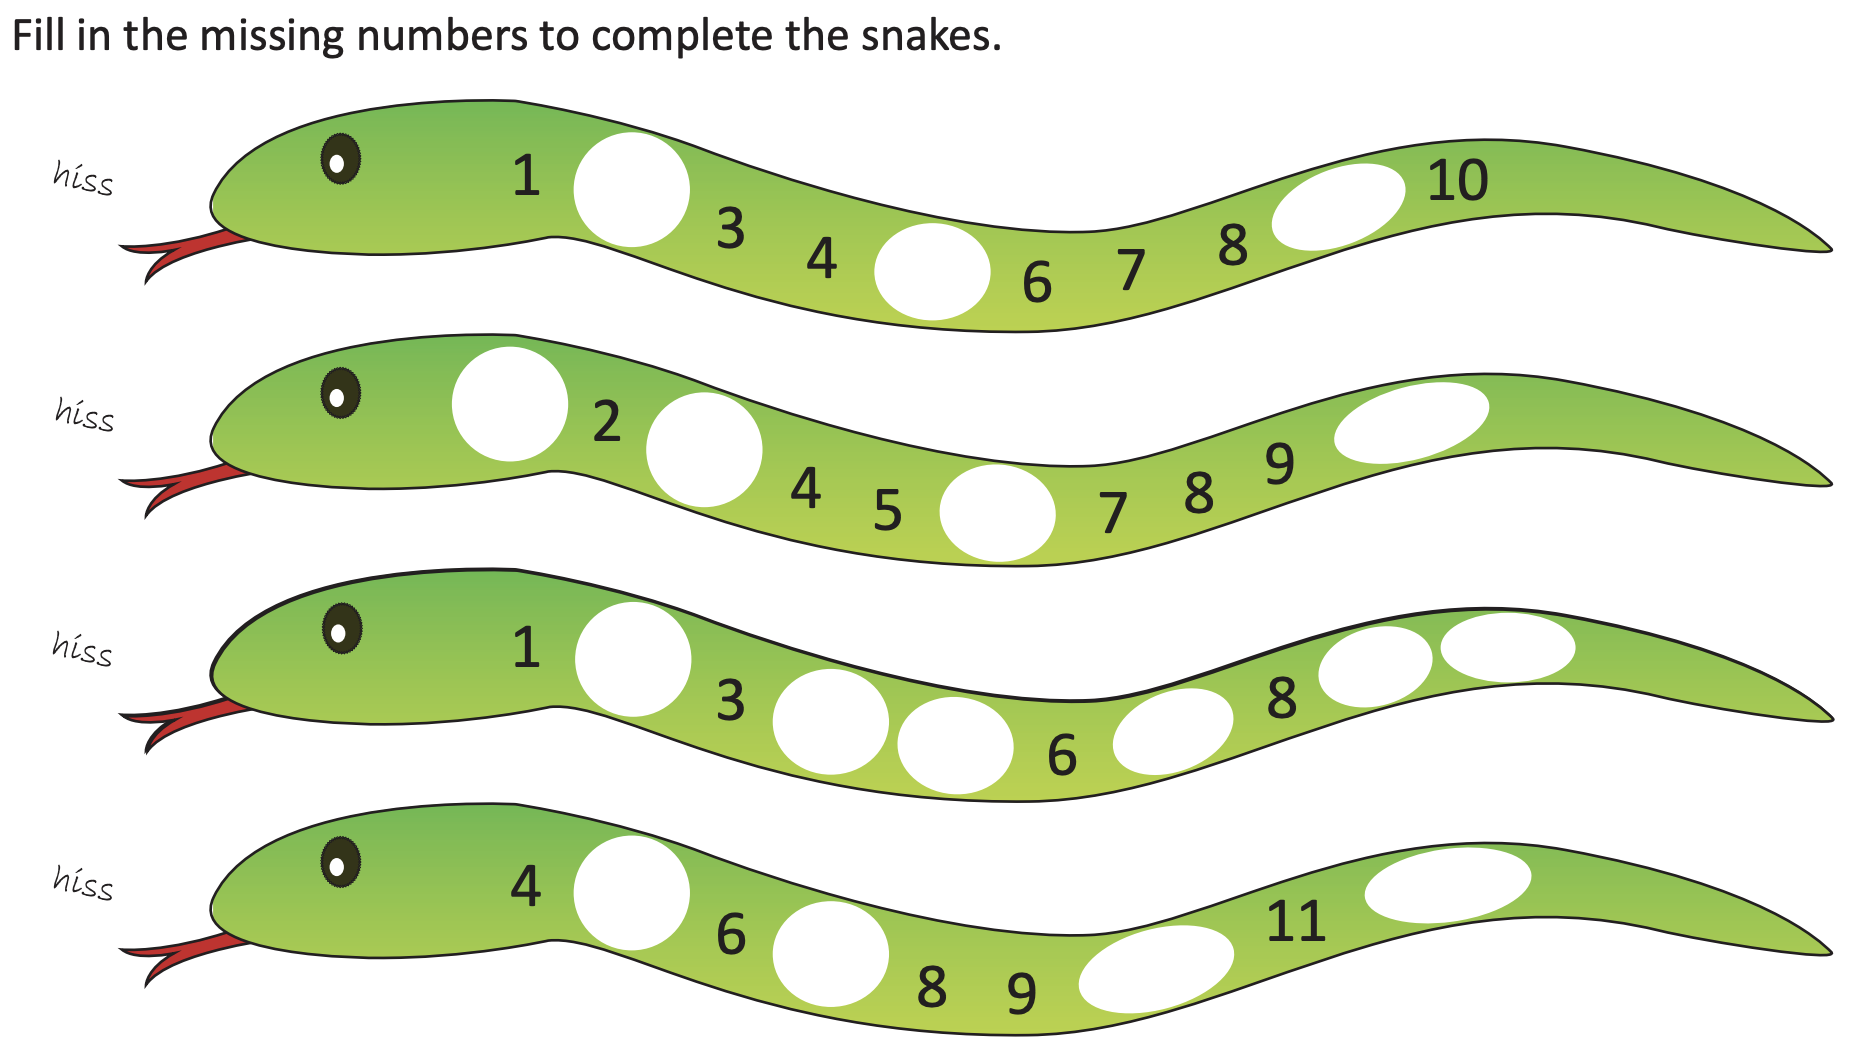 Fill in the missing numbers to complete the snakes.
hiss 1 3 4 6 7 8 10
hiss 2 4 5 7 8 9
hiss 1 3 6 8
hiss 4 6 8 9 11